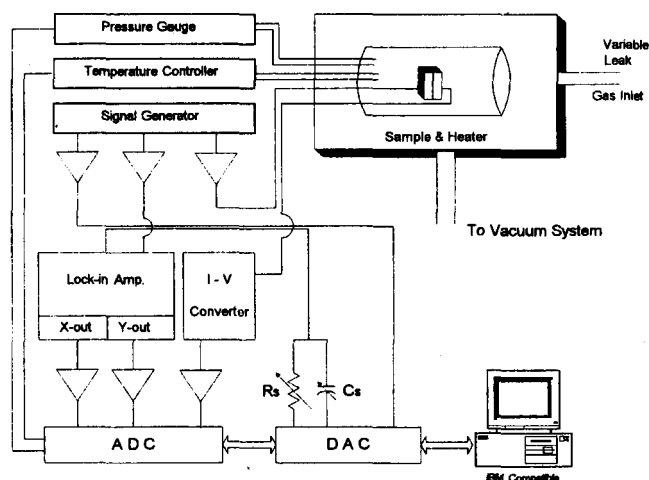 Pressure Gauge
Temperature Controller
Signal Generator
Sample & Heater
Variable
Leak
Gas Inlet
To Vacuum System
Lock-in Amp.
X-out
Y-out
I - V
Converter
Rs
Cs
A D C
D A C
IBM Compatible